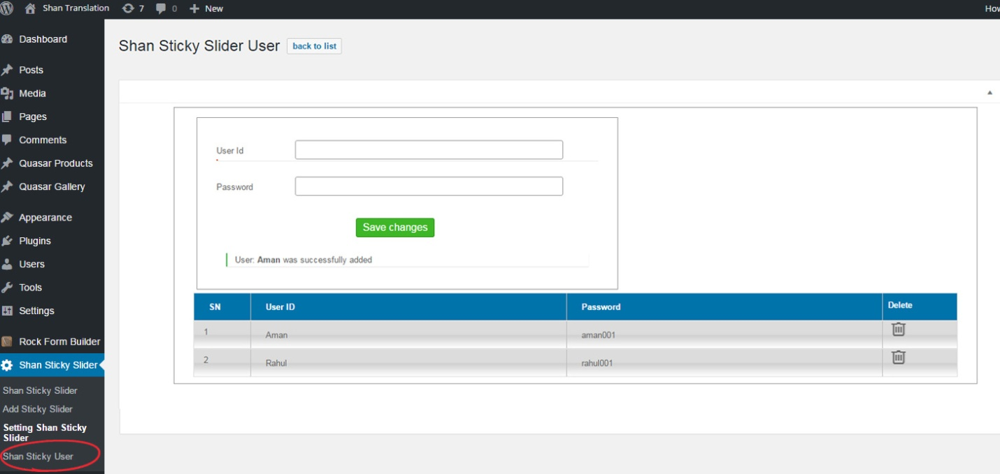 Shan Translation 7 0 New
Dashboard
Posts
Media
Pages
Comments
Quasar Products
Quasar Gallery
Appearance
Plugins
Users
Tools
Settings
Rock Form Builder
Shan Sticky Slider
Shan Sticky Slider
Add Sticky Slider
Setting Shan Sticky
Slider
Shan Sticky User
Shan Sticky Slider User back to list
User Id
Password
Save changes
User: Aman was successfully added
SN User ID Password Delete
1 Aman aman001
2 Rahul rahul001